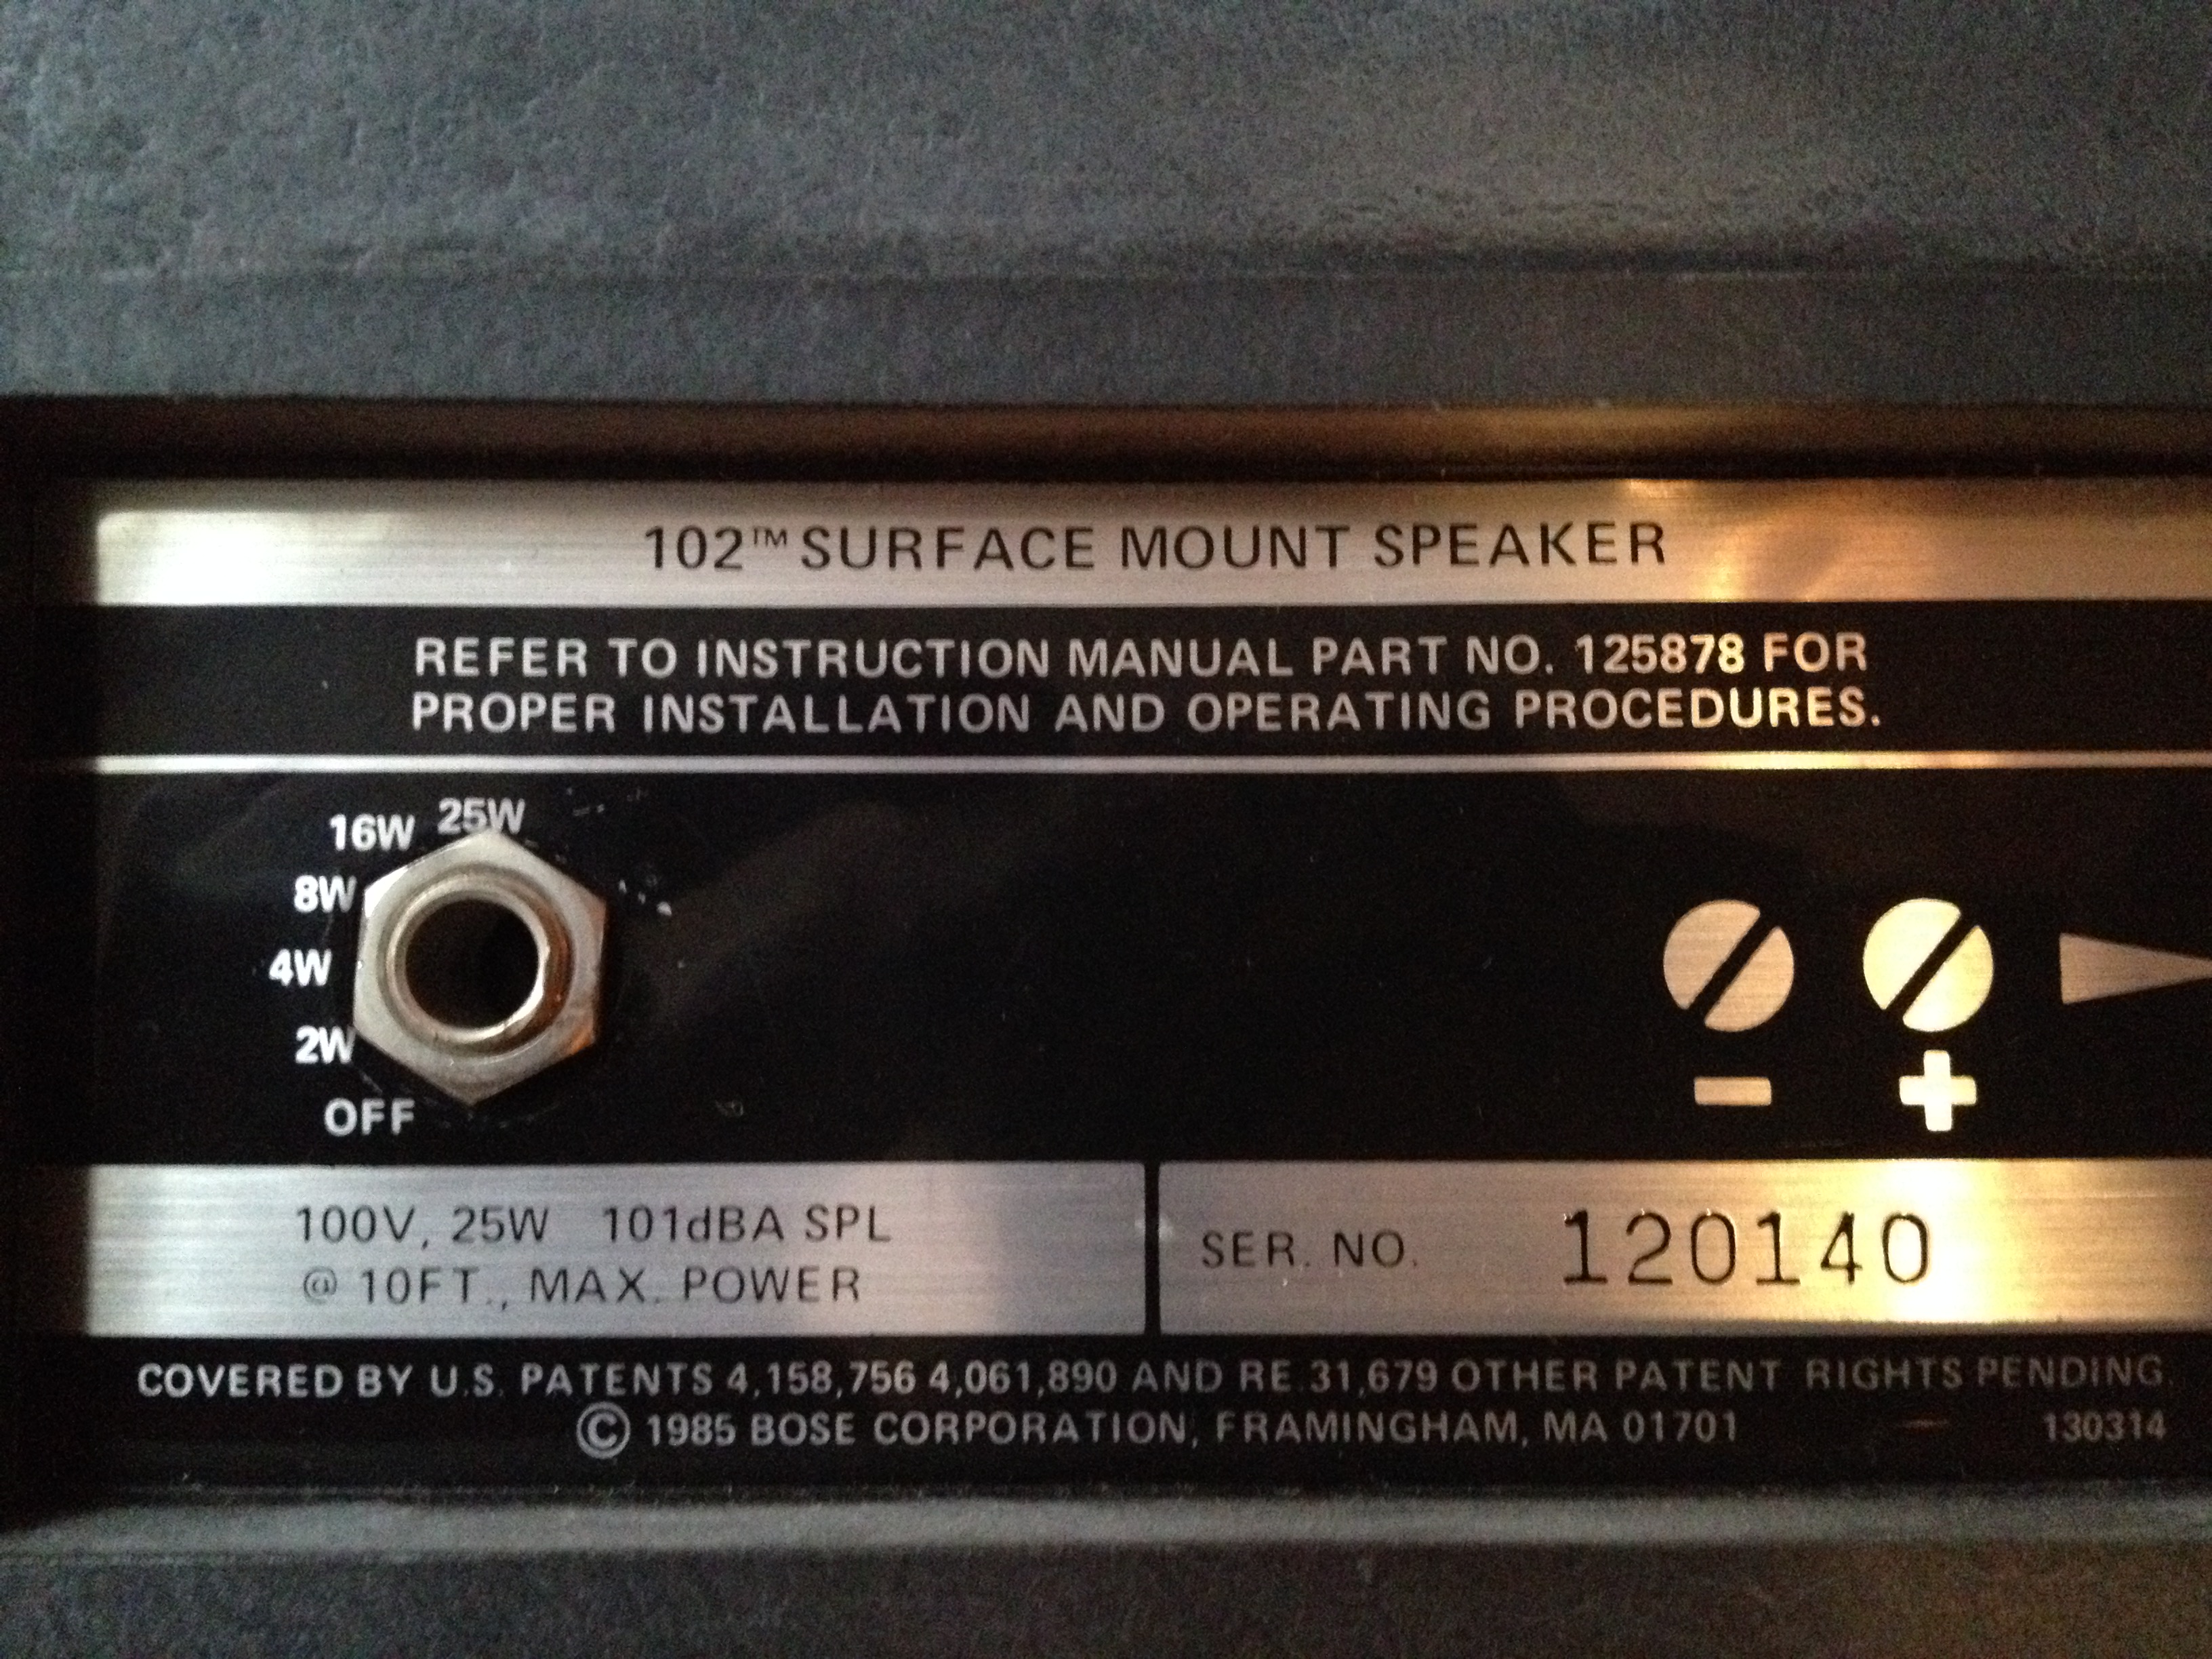 102™ SURFACE MOUNT SPEAKER
REFER TO INSTRUCTION MANUAL PART NO. 125878 FOR
PROPER INSTALLATION AND OPERATING PROCEDURES.
25W
16W
8W
4W
2W
OFF
- +
100V, 25W 101dBA SPL
@ 10FT., MAX. POWER
SER. NO. 120140
COVERED BY U.S. PATENTS 4,158,756 4,061,890 AND RE 31,679 OTHER PATENT RIGHTS PENDING.
© 1985 BOSE CORPORATION, FRAMINGHAM, MA 01701 130314